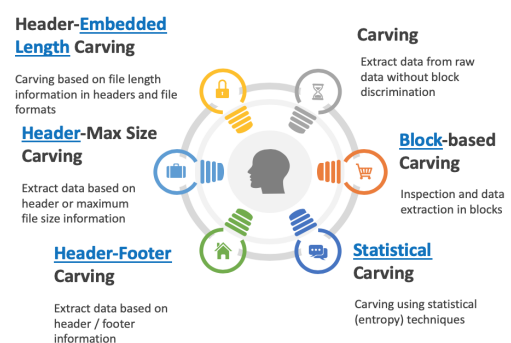 Header-Embedded
Length Carving
Carving based on file length
information in headers and file
formats
Header-Max Size
Carving
Extract data based on
header or maximum
file size information
Header-Footer
Carving
Extract data based on
header / footer
information
Carving
Extract data from raw
data without block
discrimination
Block-based
Carving
Inspection and data
extraction in blocks
Statistical
Carving
Carving using statistical
(entropy) techniques